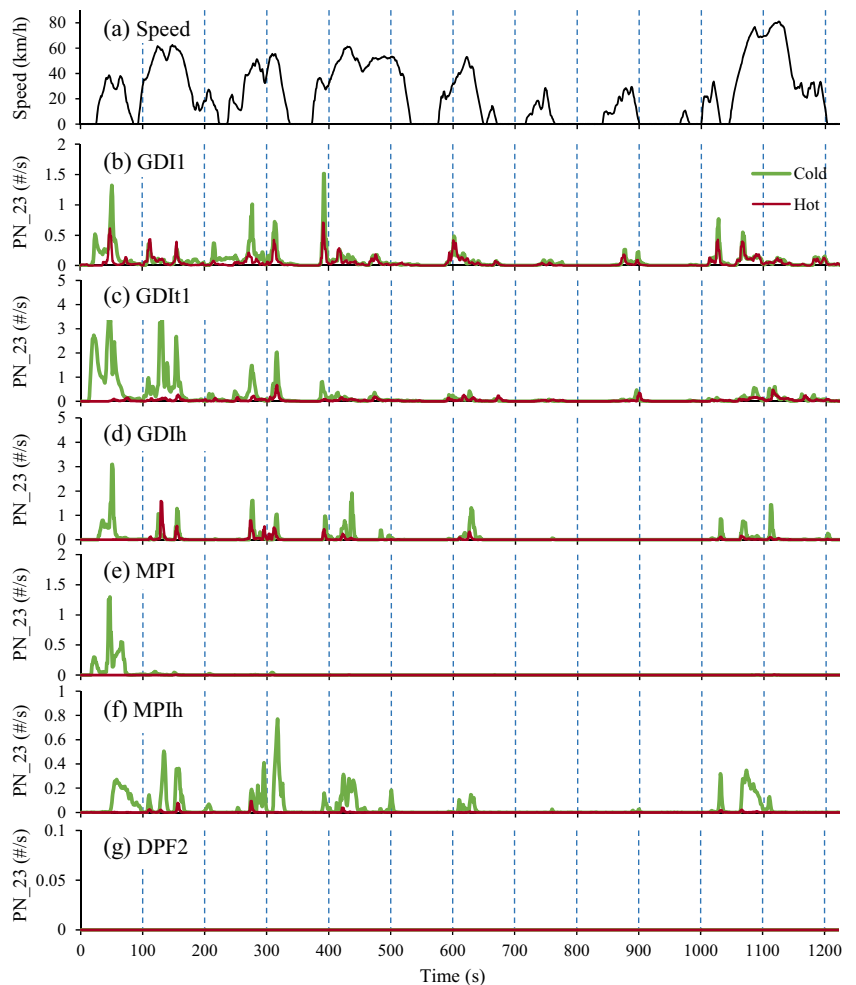 (a) Speed
Speed (km/h)
80
60
40
20
0
(b) GDI1
PN_23 (#/s)
2
1.5
1
0.5
0
Cold
Hot
(c) GDIt1
PN_23 (#/s)
5
4
3
2
1
0
(d) GDIh
PN_23 (#/s)
5
4
3
2
1
0
(e) MPI
PN_23 (#/s)
2
1.5
1
0.5
0
(f) MPIh
PN_23 (#/s)
1
0.8
0.6
0.4
0.2
0
(g) DPF2
PN_23 (#/s)
0.1
0.05
0
0 100 200 300 400 500 600 700 800 900 1000 1100 1200
Time (s)